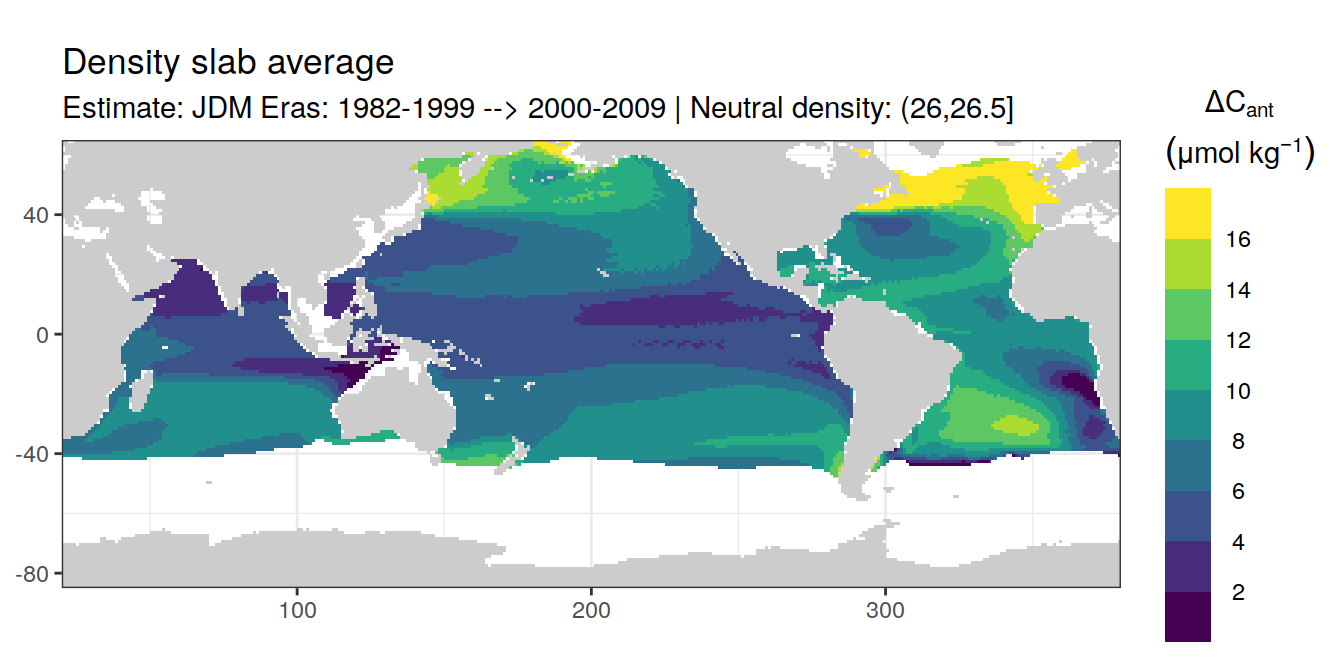 Density slab average
Estimate: JDM Eras: 1982-1999 --> 2000-2009 | Neutral density: (26,26.5]
ΔCant
(μmol kg⁻¹)
16
14
12
10
8
6
4
2
40
0
-40
-80
100 200 300